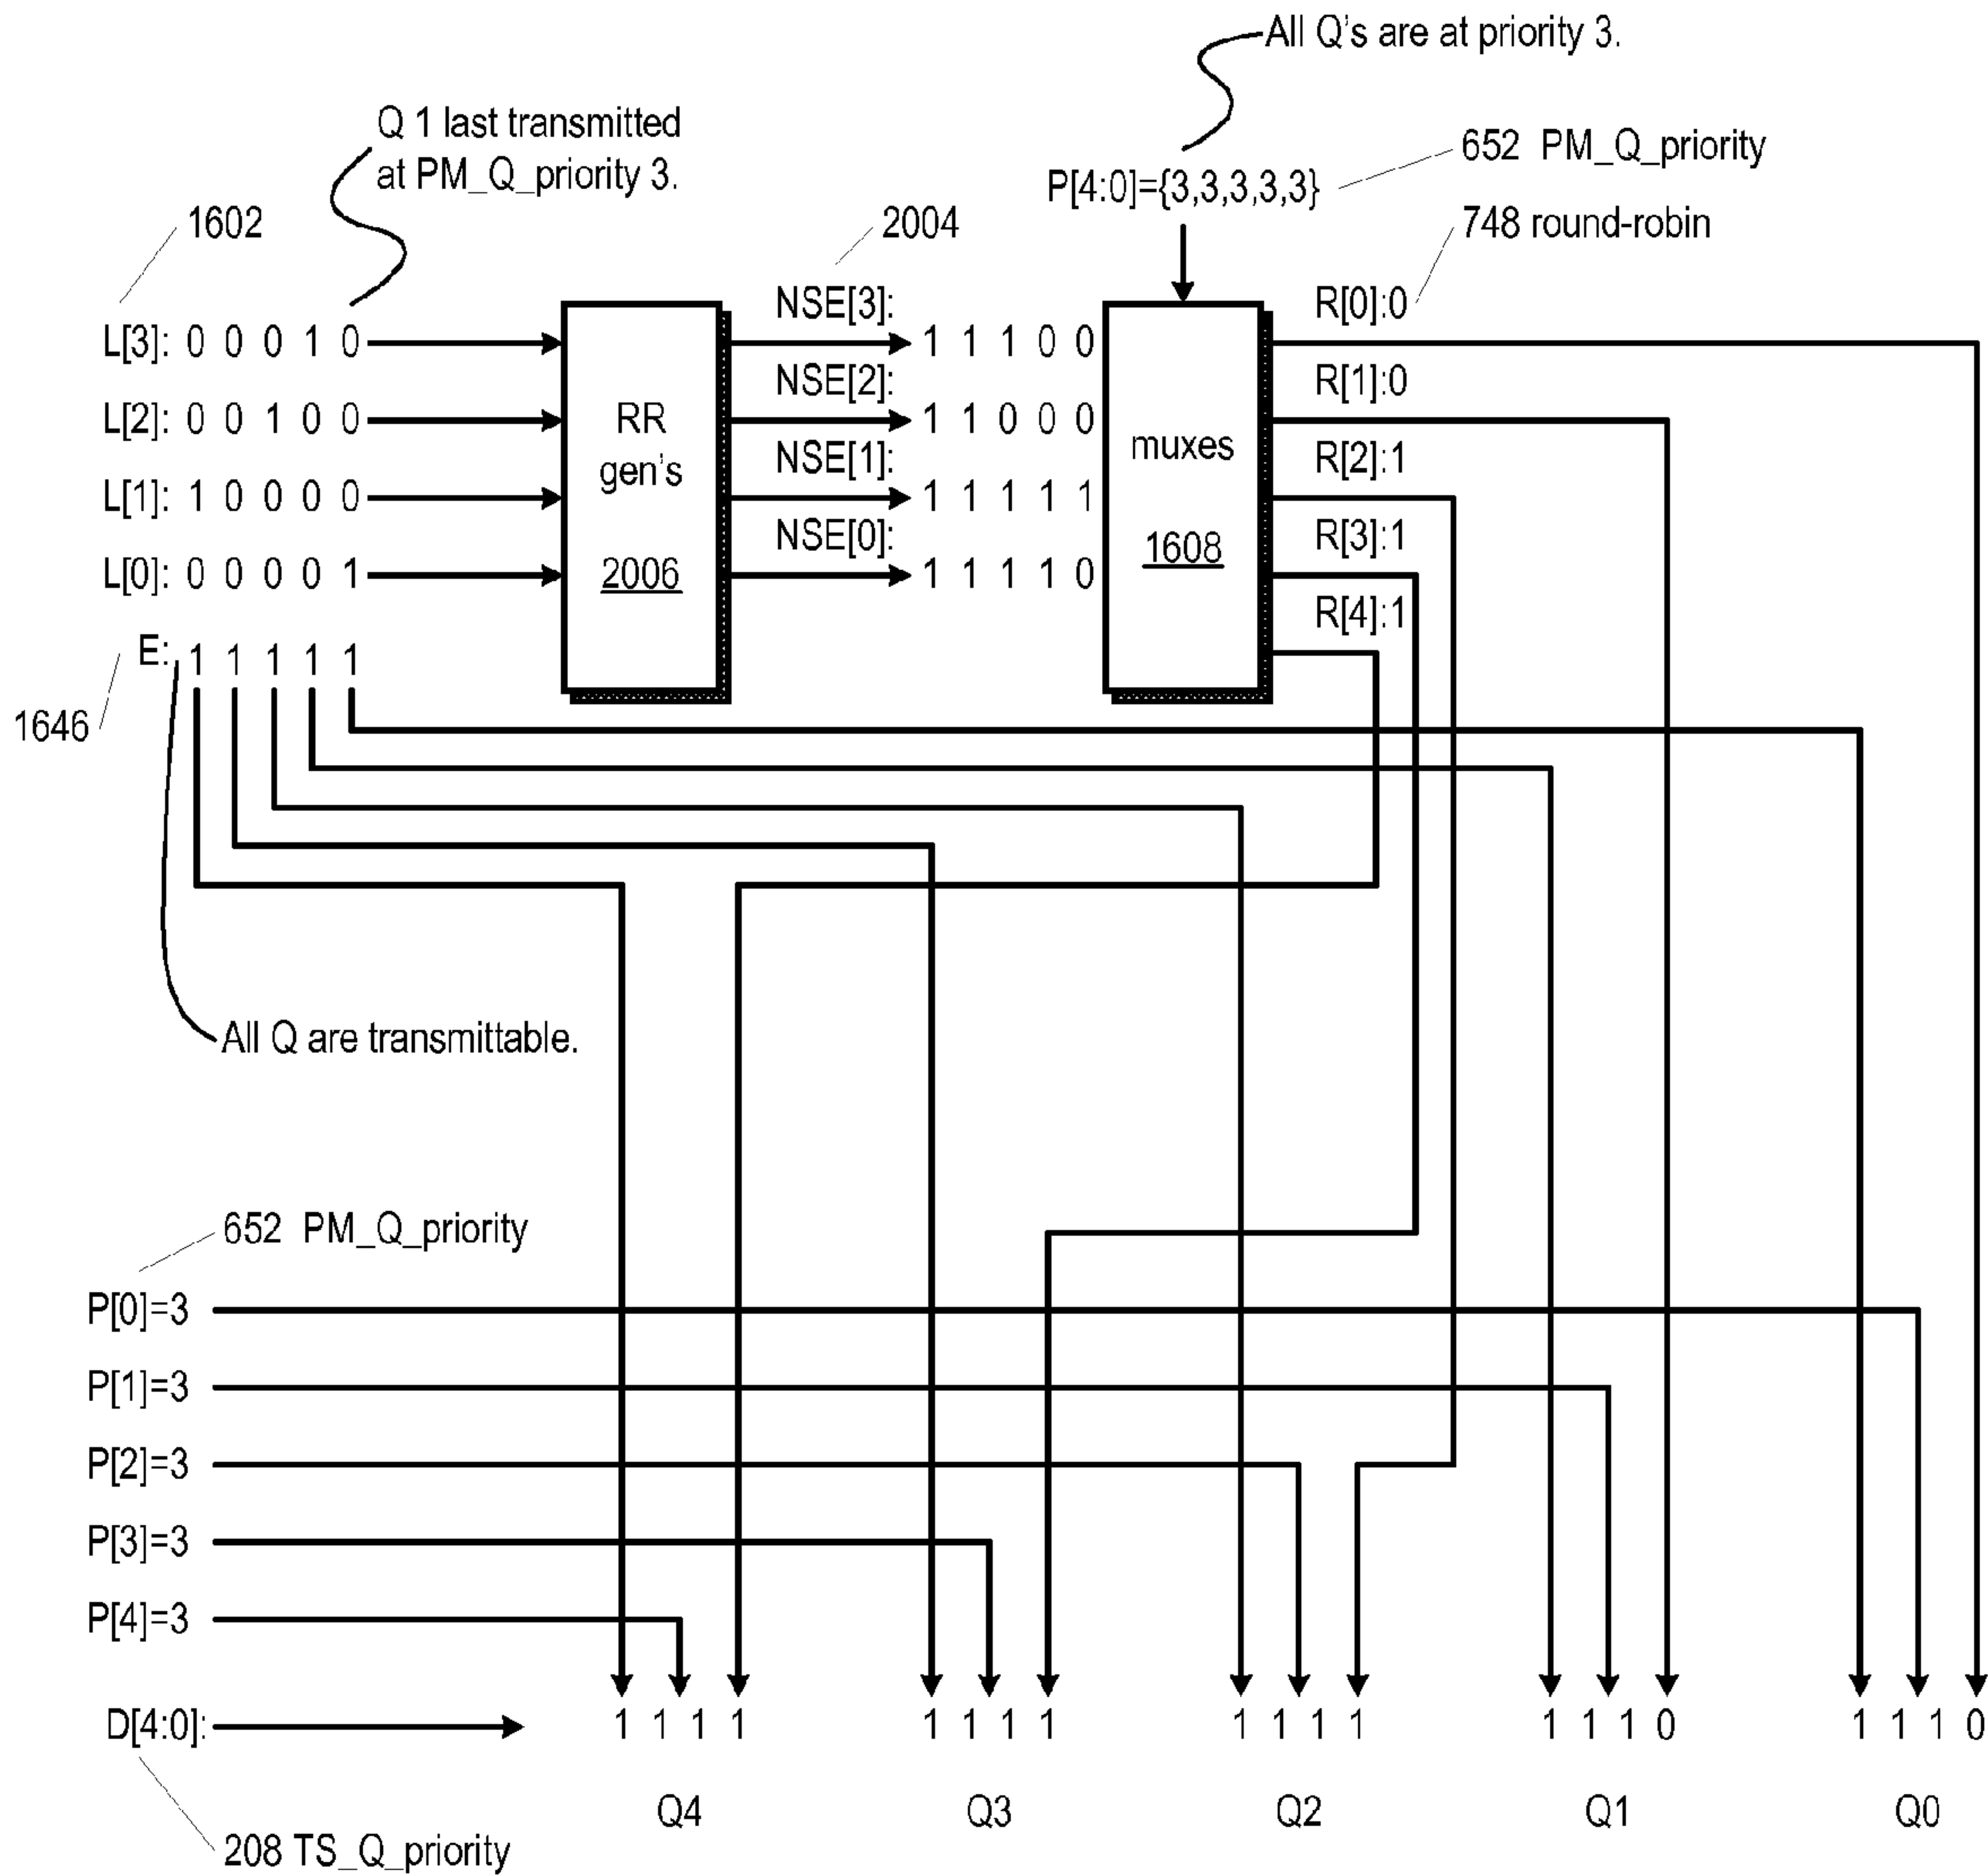 All Q's are at priority 3.
Q 1 last transmitted
at PM_Q_priority 3.
652 PM_Q_priority
P[4:0]={3,3,3,3,3}
1602
2004
748 round-robin
L[3]: 0 0 0 1 0
NSE[3]:
1 1 1 0 0
R[0]:0
L[2]: 0 0 1 0 0
NSE[2]:
1 1 0 0 0
R[1]:0
L[1]: 1 0 0 0 0
NSE[1]:
1 1 1 1 1
R[2]:1
L[0]: 0 0 0 0 1
NSE[0]:
1 1 1 1 0
R[3]:1
R[4]:1
RR
gen's
2006
muxes
1608
E: 1 1 1 1 1
1646
All Q are transmittable.
652 PM_Q_priority
P[0]=3
P[1]=3
P[2]=3
P[3]=3
P[4]=3
D[4:0]: 1 1 1 1 1 1 1 1 1 1 1 1 1 1 1 0 1 1 1 0
Q4 Q3 Q2 Q1 Q0
208 TS_Q_priority